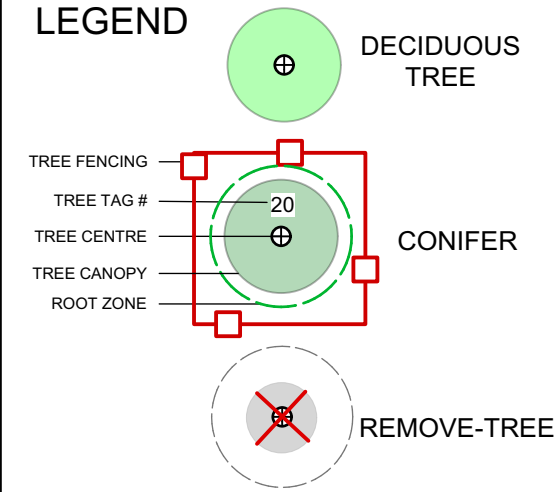 LEGEND
DECIDUOUS
TREE
TREE FENCING
TREE TAG #
20
TREE CENTRE
CONIFER
TREE CANOPY
ROOT ZONE
REMOVE-TREE